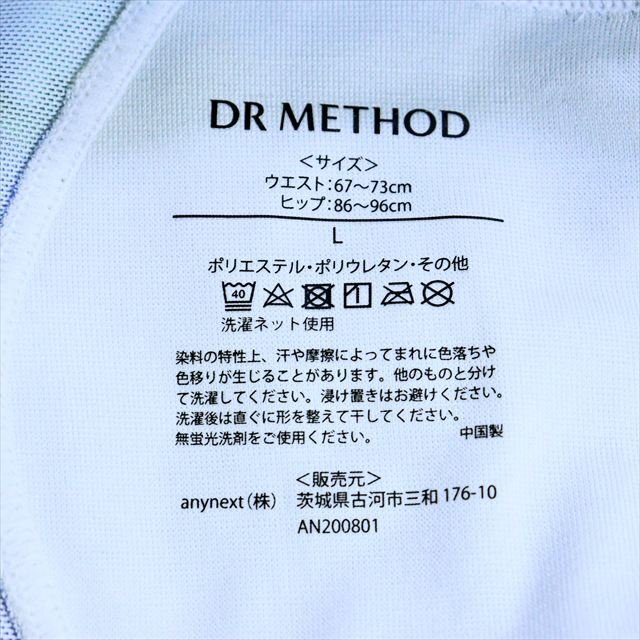 DR METHOD
＜サイズ＞
ウエスト：67〜73cm
ヒップ：86〜96cm
L
ポリエステル・ポリウレタン・その他
40
洗濯ネット使用
染料の特性上、汗や摩擦によってまれに色落ちや
色移りが生じることがあります。他のものと分け
て洗濯してください。浸け置きはお避けください。
洗濯後は直ぐに形を整えて干してください。
無蛍光洗剤をご使用ください。 中国製
＜販売元＞
anynext（株） 茨城県古河市三和 176-10
AN200801